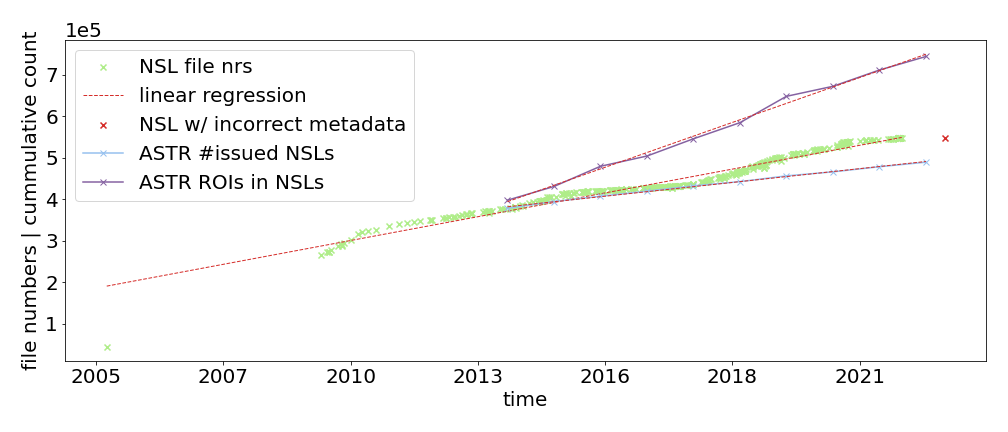 1e5
file numbers | cummulative count
7
6
5
4
3
2
1
NSL file nrs
linear regression
NSL w/ incorrect metadata
ASTR #issued NSLs
ASTR ROIs in NSLs
2005 2007 2010 2013 2016 2018 2021
time